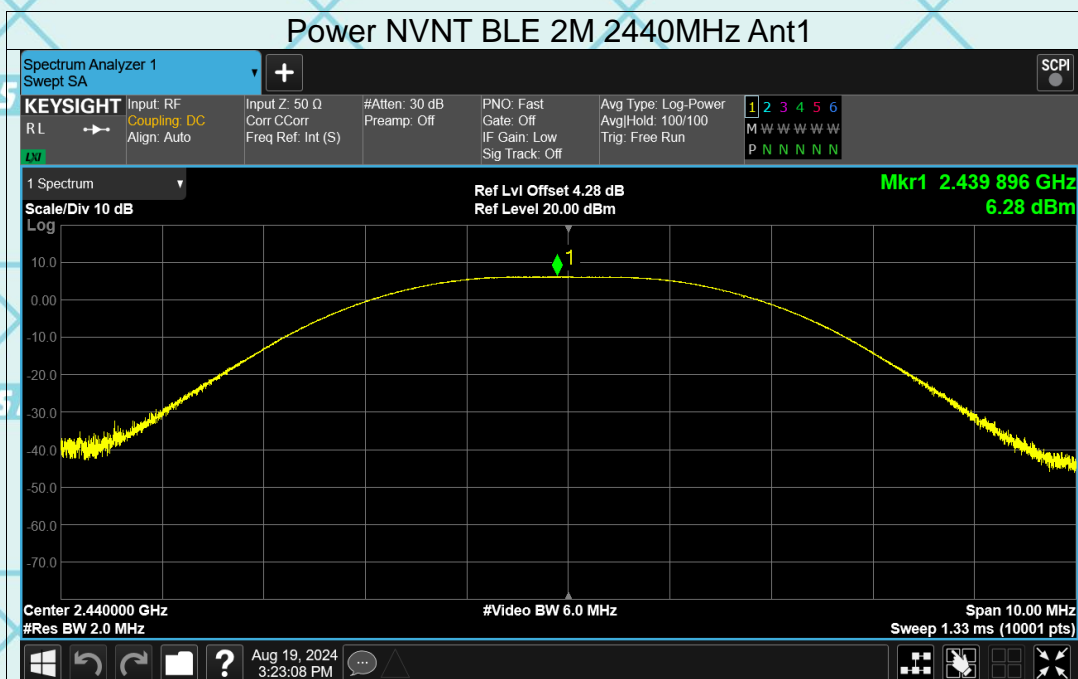 Power NVNT BLE 2M 2440MHz Ant1
Spectrum Analyzer 1
Swept SA
+
SCPI
KEYSIGHT
RL
LXI
Input: RF
Coupling: DC
Align: Auto
Input Z: 50 Ω
Corr CCorr
Freq Ref: Int (S)
#Atten: 30 dB
Preamp: Off
PNO: Fast
Gate: Off
IF Gain: Low
Sig Track: Off
Avg Type: Log-Power
Avg|Hold: 100/100
Trig: Free Run
1 2 3 4 5 6
M W W W W W
P N N N N N
1 Spectrum
Scale/Div 10 dB
Log
Ref Lvl Offset 4.28 dB
Ref Level 20.00 dBm
Mkr1 2.439 896 GHz
6.28 dBm
1
10.0
0.00
-10.0
-20.0
-30.0
-40.0
-50.0
-60.0
-70.0
Center 2.440000 GHz
#Res BW 2.0 MHz
#Video BW 6.0 MHz
Span 10.00 MHz
Sweep 1.33 ms (10001 pts)
?
Aug 19, 2024
3:23:08 PM